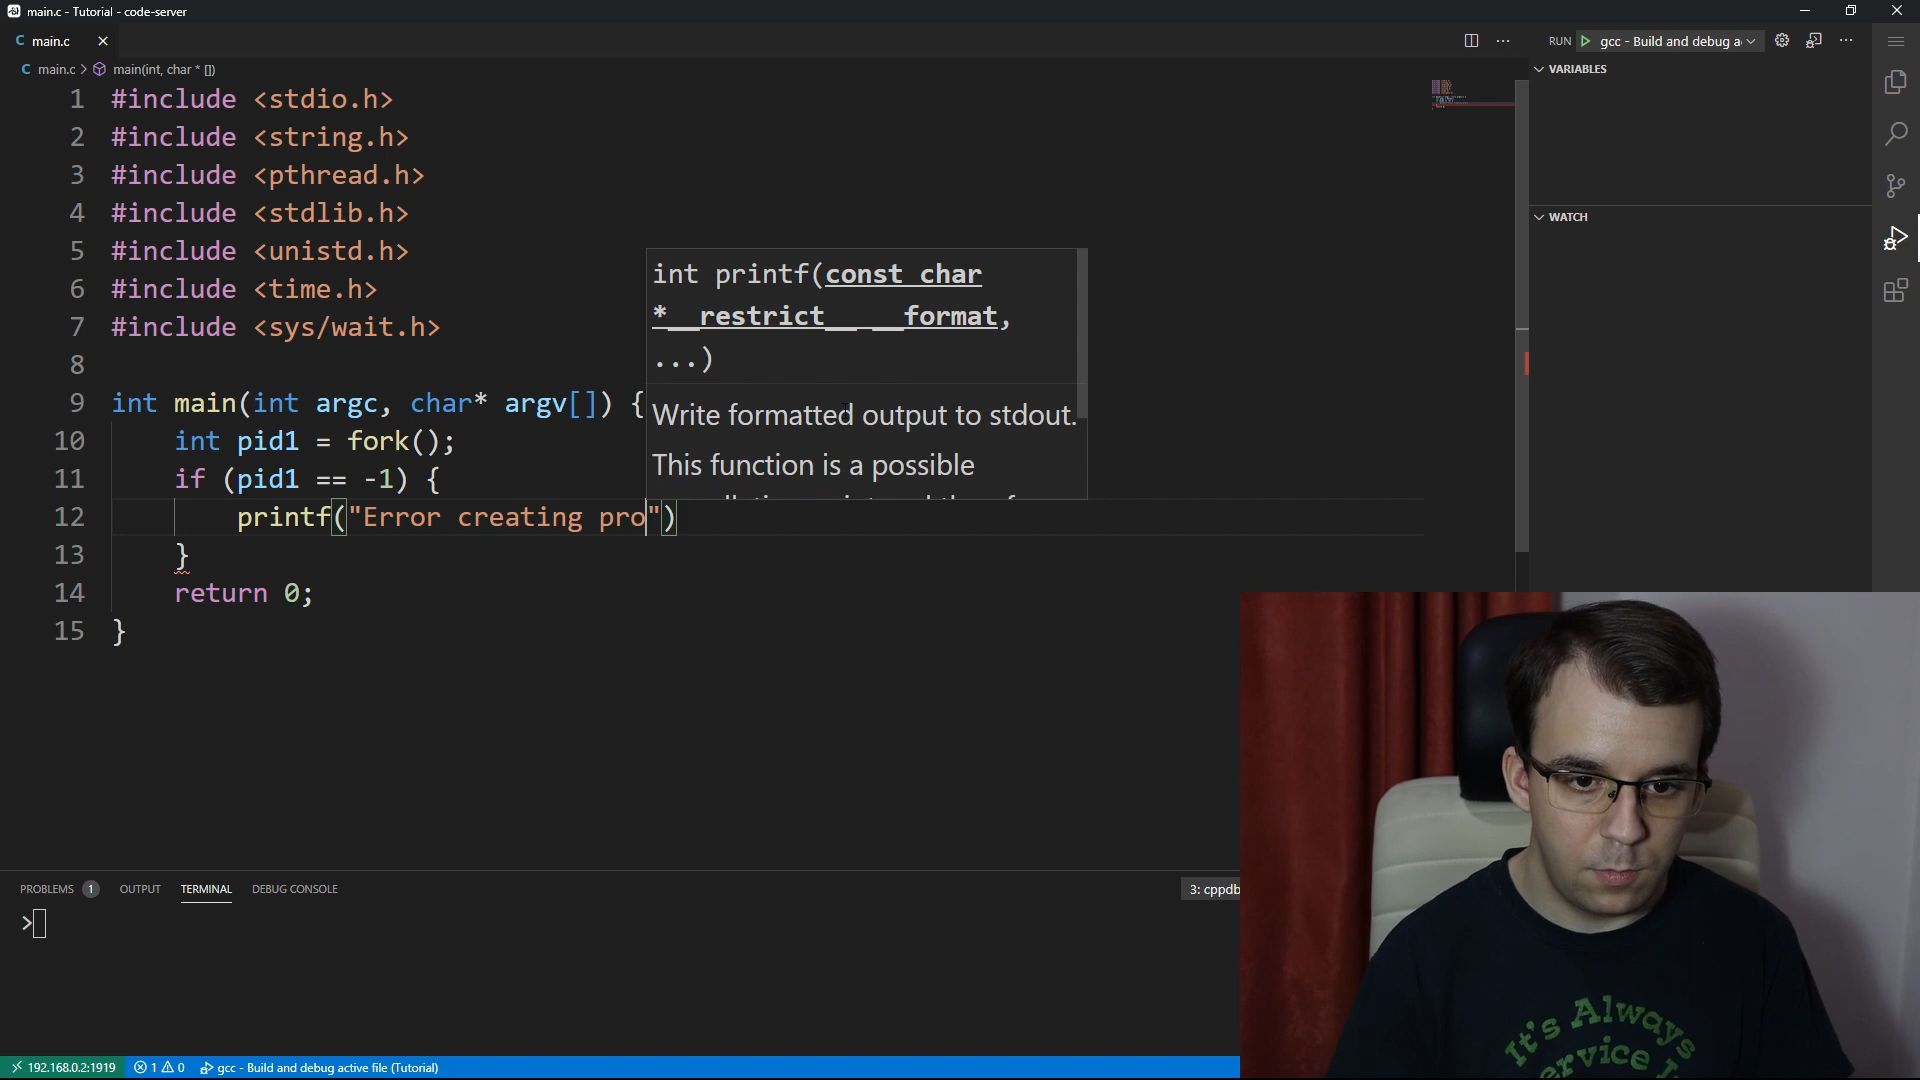 main.c - Tutorial - code-server
main.c
RUN gcc - Build and debug a
main.c > main(int, char * [])
VARIABLES
WATCH
1 #include <stdio.h>
2 #include <string.h>
3 #include <pthread.h>
4 #include <stdlib.h>
5 #include <unistd.h>
6 #include <time.h>
7 #include <sys/wait.h>
8
9 int main(int argc, char* argv[]) {
10 int pid1 = fork();
11 if (pid1 == -1) {
12 printf("Error creating pro")
13 }
14 return 0;
15 }
int printf(const char
*__restrict__ __format,
...)
Write formatted output to stdout.
This function is a possible
PROBLEMS 1 OUTPUT TERMINAL DEBUG CONSOLE
3: cppdb
>
It's Always
192.168.0.2:1919 1 0 gcc - Build and debug active file (Tutorial)